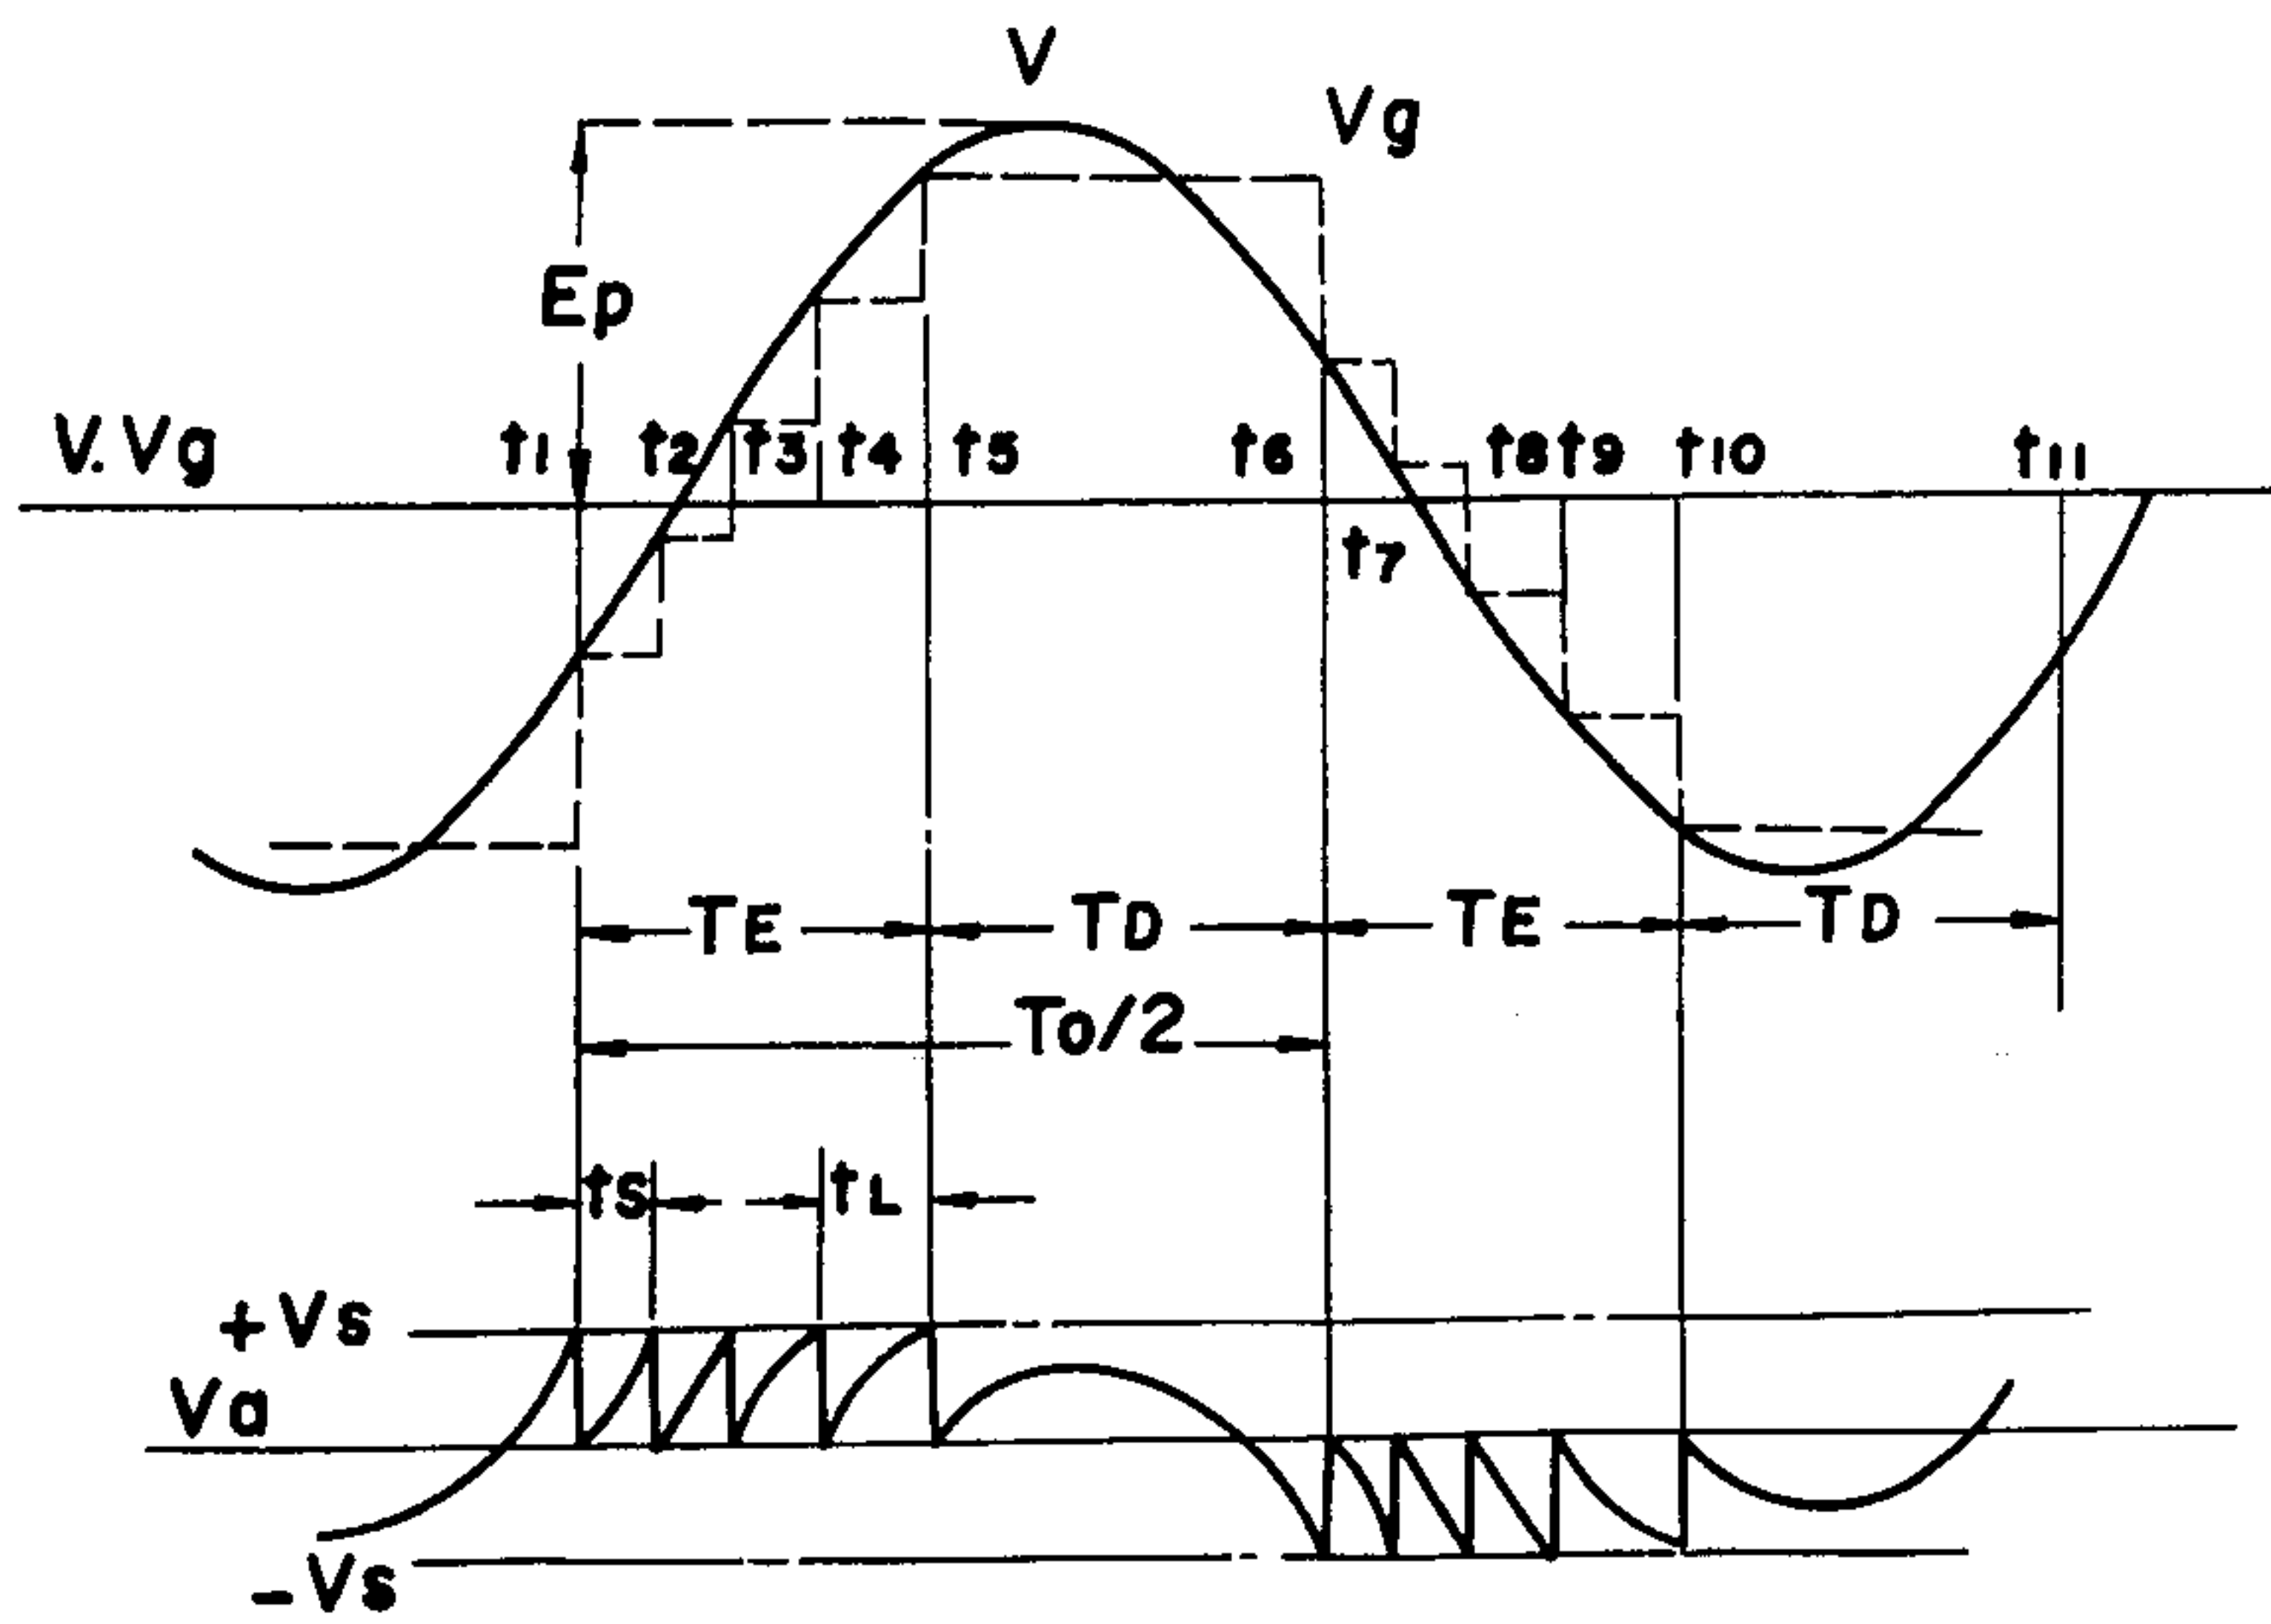 V
Vg
Ep
V.Vg t1 t2 t3 t4 t5 t6 t8 t9 t10 t11
t7
TE TD TE TD
To/2
ts tL
+Vs
Va
-Vs